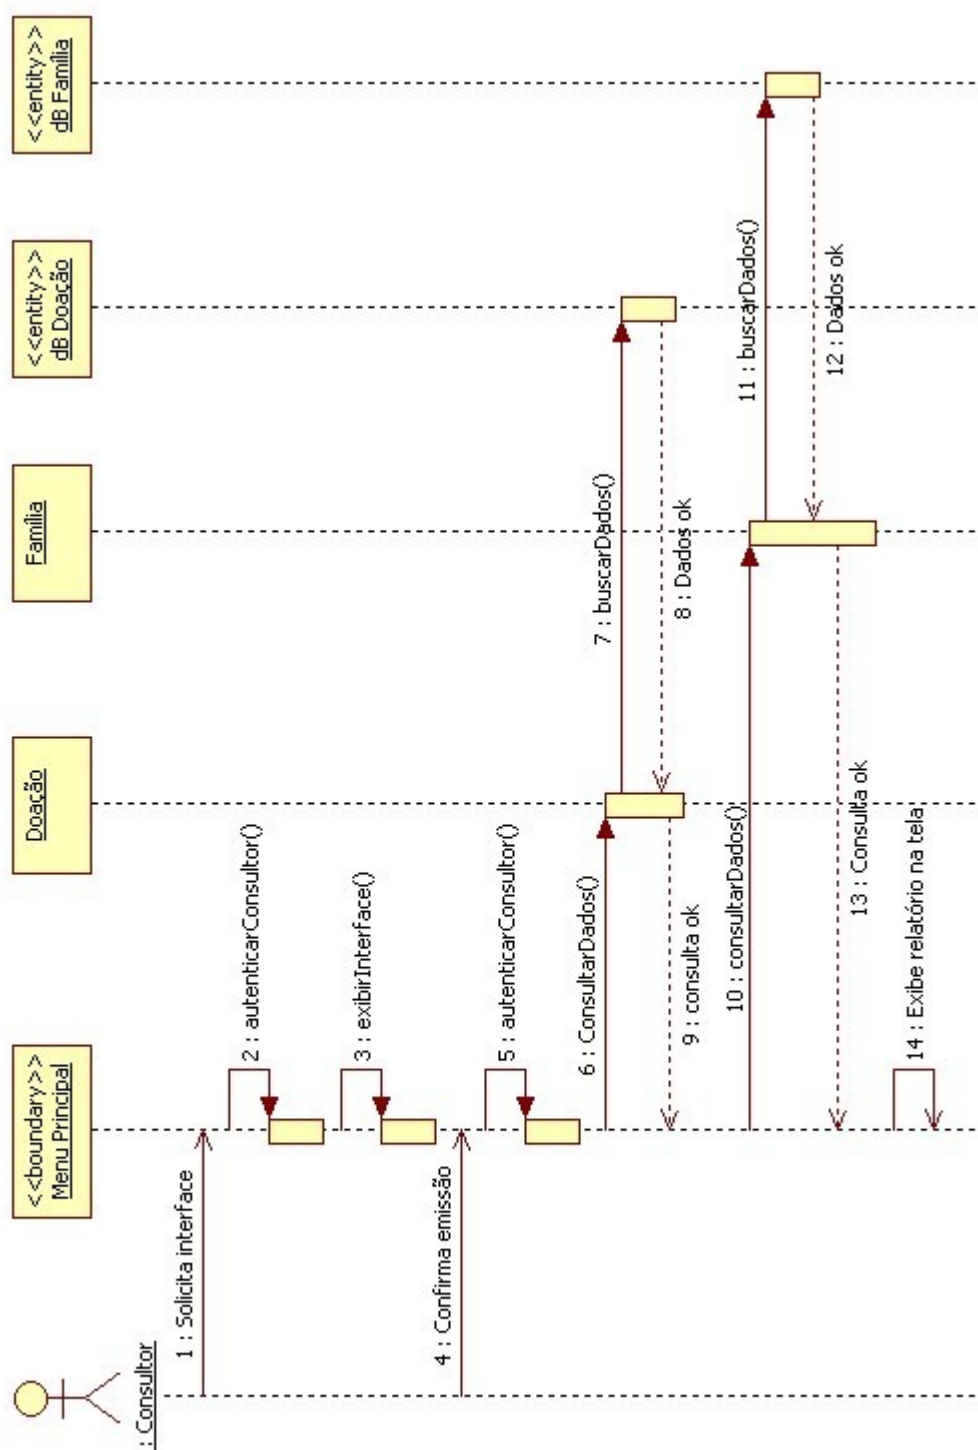 : Consultor
<<boundary>>
Menu Principal
Doação
Família
<<entity>>
dB Doação
<<entity>>
dB Família
1 : Solicita interface
2 : autenticarConsultor()
3 : exibirInterface()
4 : Confirma emissão
5 : autenticarConsultor()
6 : ConsultarDados()
7 : buscarDados()
8 : Dados ok
9 : consulta ok
10 : consultarDados()
11 : buscarDados()
12 : Dados ok
13 : Consulta ok
14 : Exibe relatório na tela